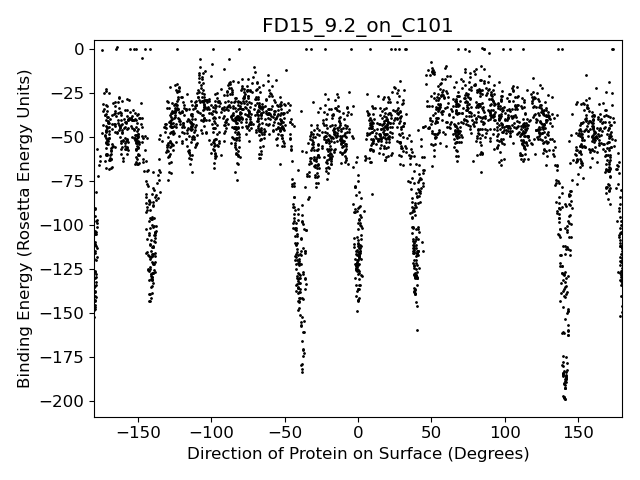 FD15_9.2_on_C101
Binding Energy (Rosetta Energy Units)
0
−25
−50
−75
−100
−125
−150
−175
−200
−150 −100 −50 0 50 100 150
Direction of Protein on Surface (Degrees)